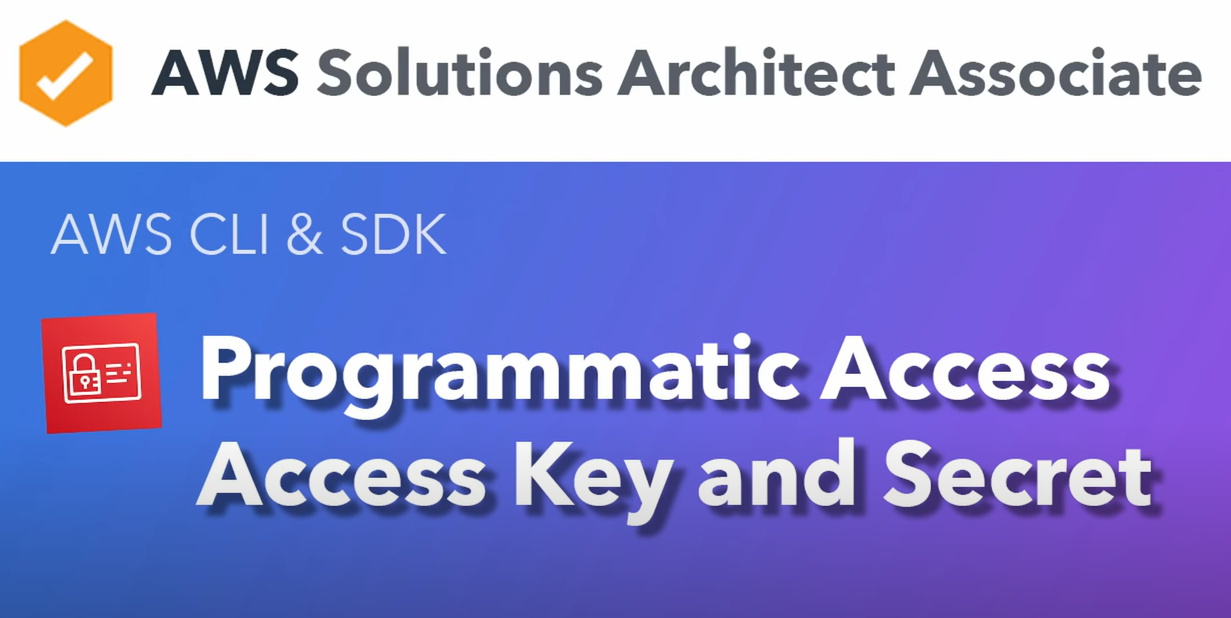 AWS Solutions Architect Associate
AWS CLI & SDK
Programmatic Access
Access Key and Secret